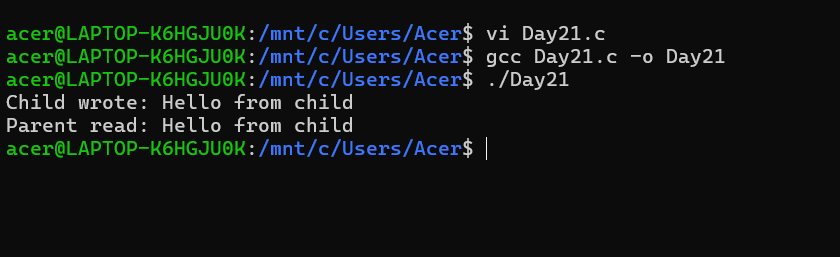 acer@LAPTOP-K6HGJU0K:/mnt/c/Users/Acer$ vi Day21.c
acer@LAPTOP-K6HGJU0K:/mnt/c/Users/Acer$ gcc Day21.c -o Day21
acer@LAPTOP-K6HGJU0K:/mnt/c/Users/Acer$ ./Day21
Child wrote: Hello from child
Parent read: Hello from child
acer@LAPTOP-K6HGJU0K:/mnt/c/Users/Acer$